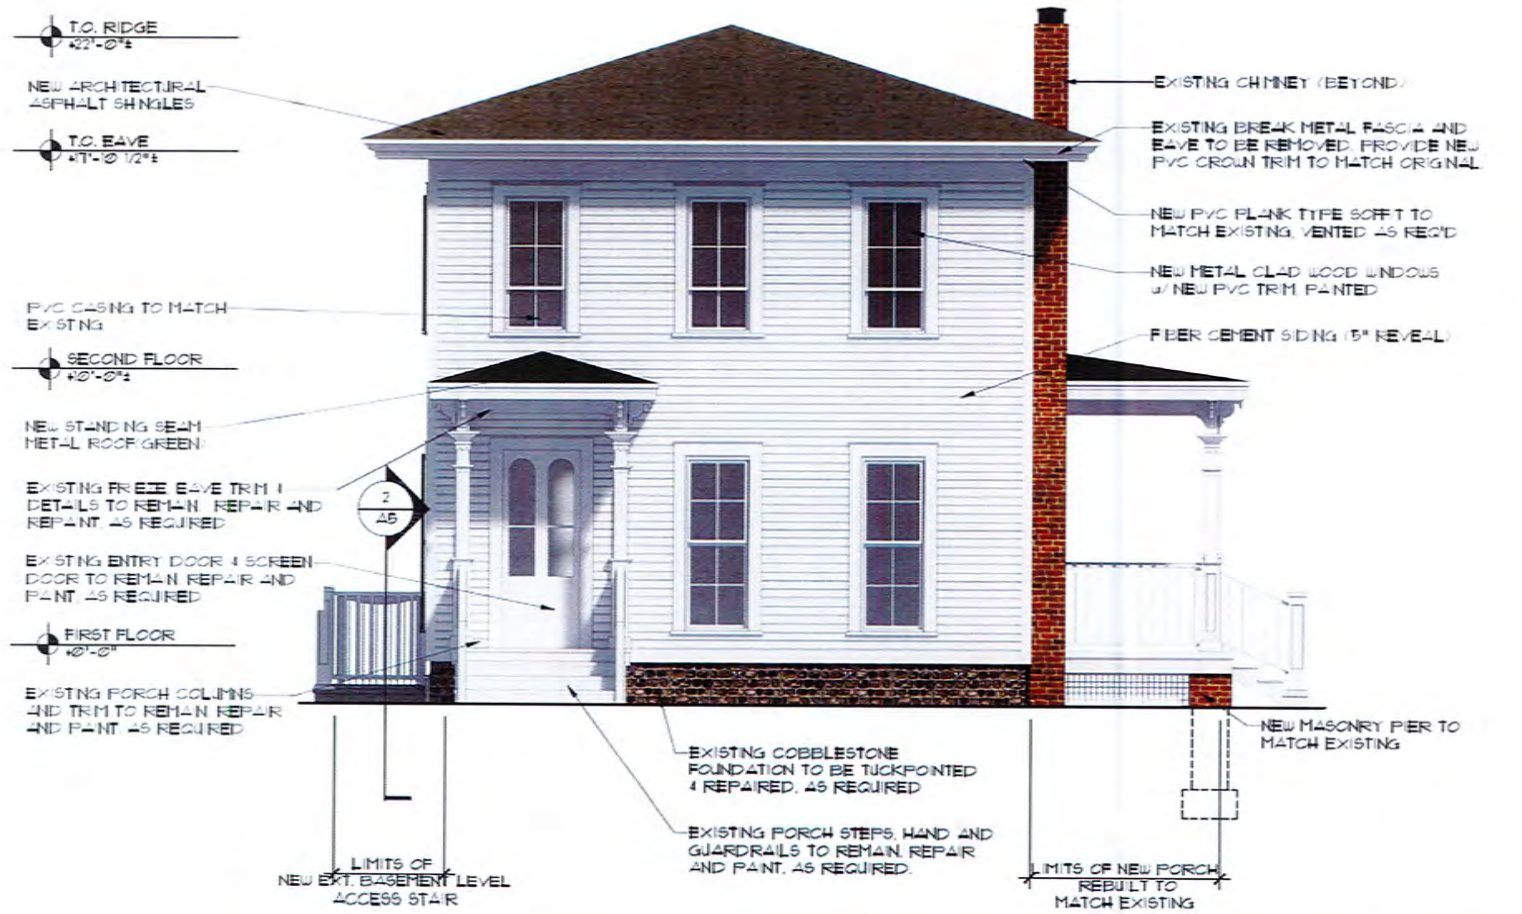 T.O. RIDGE
+22'-0"±
NEW ARCHITECTURAL
ASPHALT SHINGLES
T.O. EAVE
+17'-10 1/2"±
PVC CASING TO MATCH
EXISTING
SECOND FLOOR
+10'-0"±
NEW STANDING SEAM
METAL ROOF (GREEN)
EXISTING FRIEZE EAVE TRIM &
DETAILS TO REMAIN. REPAIR AND
REPAINT, AS REQUIRED
2
A5
EXISTING ENTRY DOOR & SCREEN
DOOR TO REMAIN REPAIR AND
PAINT, AS REQUIRED
FIRST FLOOR
+0'-0"
EXISTING PORCH COLUMNS
AND TRIM TO REMAIN REPAIR
AND PAINT AS REQUIRED
EXISTING CHIMNEY (BEYOND)
EXISTING BREAK METAL FASCIA AND
EAVE TO BE REMOVED. PROVIDE NEW
PVC CROWN TRIM TO MATCH ORIGINAL
NEW PVC PLANK TYPE SOFFIT TO
MATCH EXISTING, VENTED AS REQ'D
NEW METAL CLAD WOOD WINDOWS
w/ NEW PVC TRIM, PAINTED
FIBER CEMENT SIDING (5" REVEAL)
NEW MASONRY PIER TO
MATCH EXISTING
EXISTING COBBLESTONE
FOUNDATION TO BE TUCKPOINTED
& REPAIRED, AS REQUIRED
EXISTING PORCH STEPS, HAND AND
GUARDRAILS TO REMAIN, REPAIR
AND PAINT, AS REQUIRED.
LIMITS OF
NEW EXT. BASEMENT LEVEL
ACCESS STAIR
LIMITS OF NEW PORCH
REBUILT TO
MATCH EXISTING